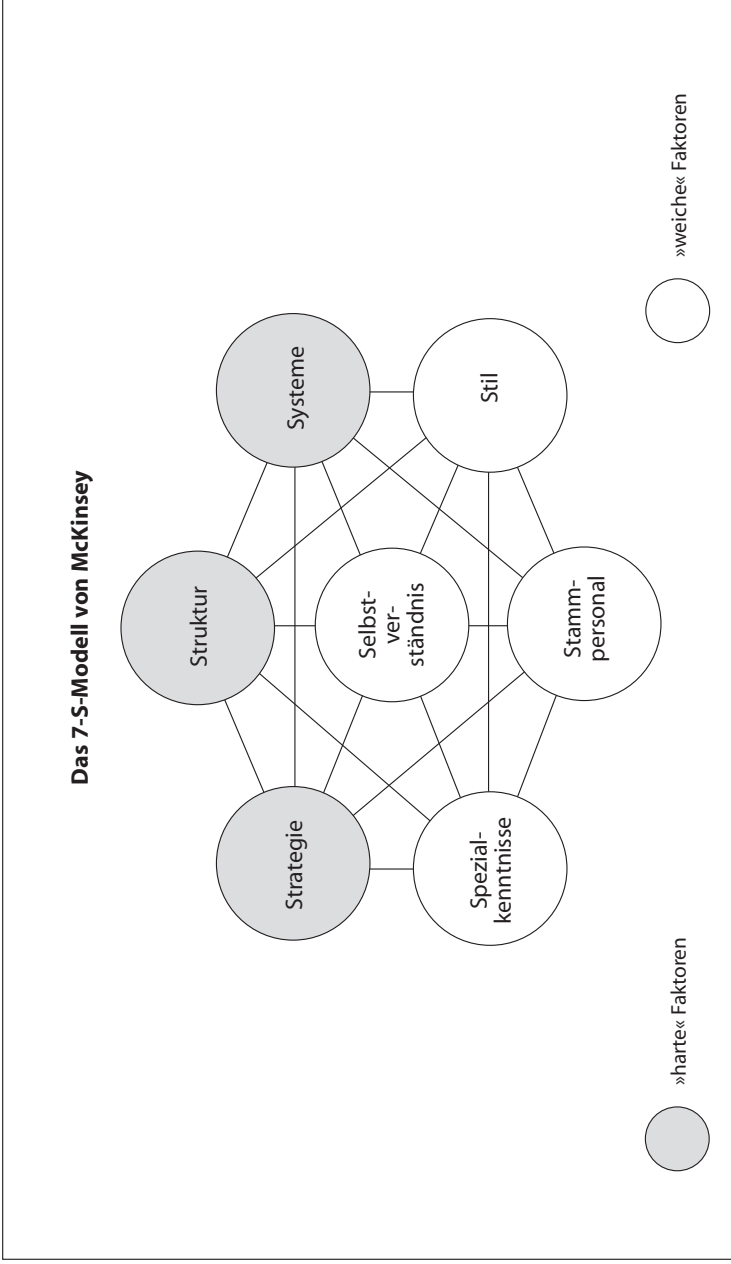 Das 7-S-Modell von McKinsey
Struktur
Strategie
Systeme
Selbst-
ver-
ständnis
Spezial-
kenntnisse
Stil
Stamm-
personal
»harte« Faktoren
»weiche« Faktoren